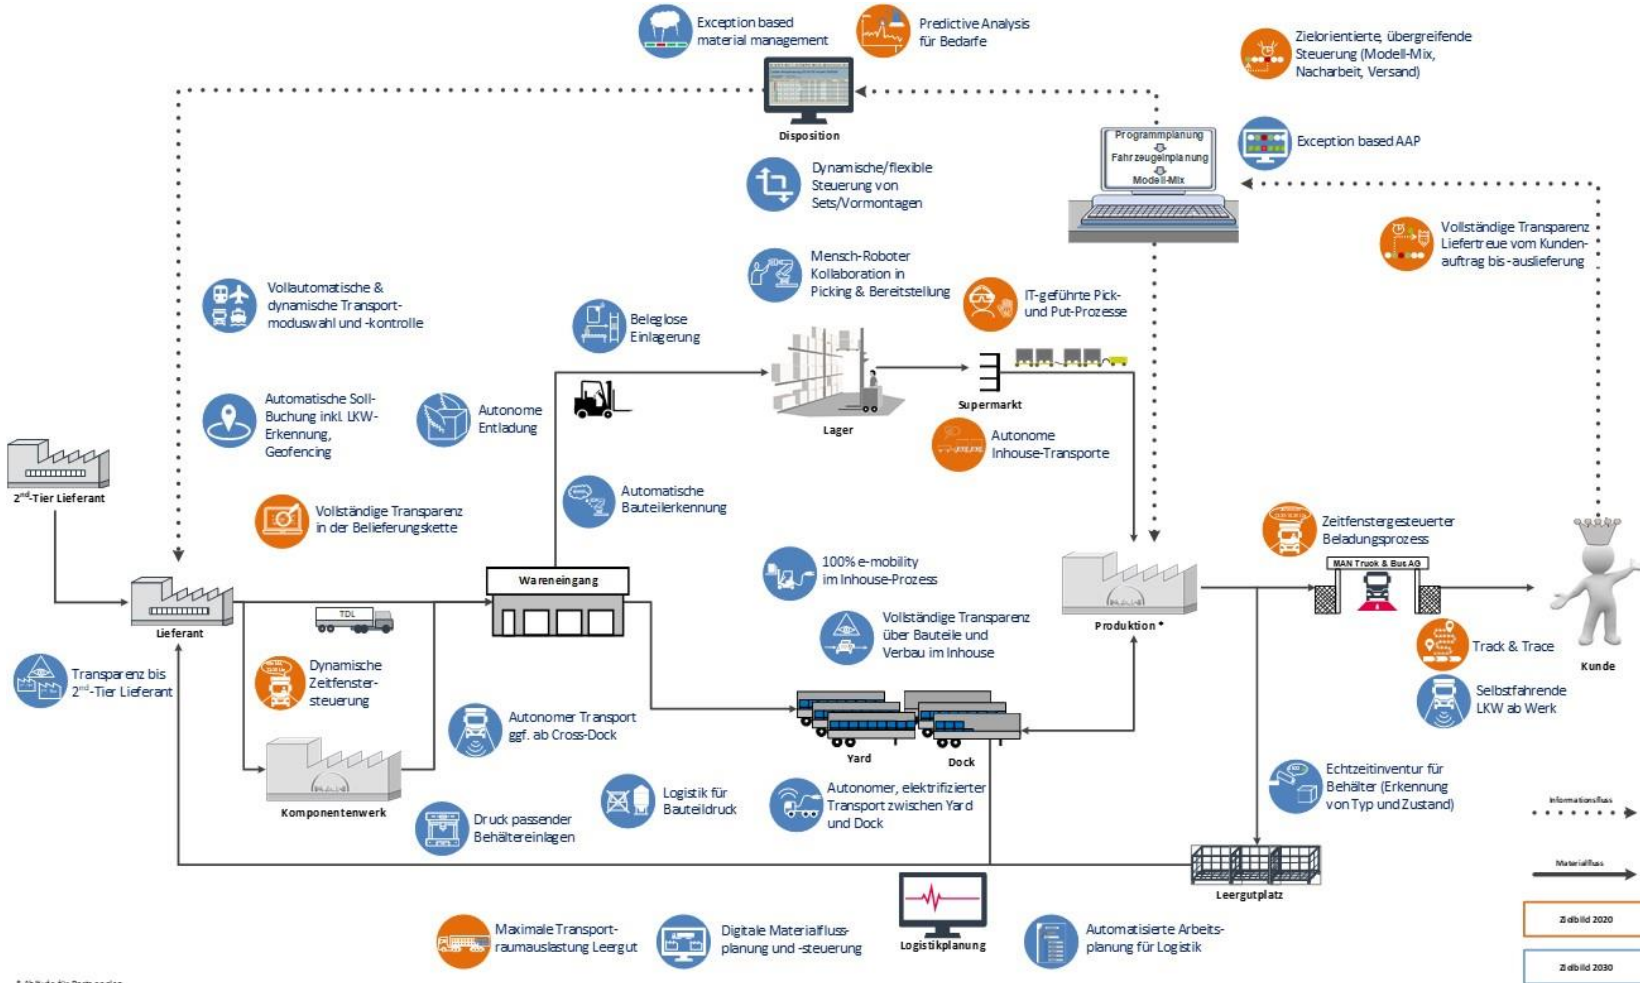 Exception based
material management
Predictive Analysis
für Bedarfe
Zielorientierte, übergreifende
Steuerung (Modell-Mix,
Nacharbeit, Versand)
Disposition
Programmplanung
Fahrzeugeinplanung
Modell-Mix
Exception based AAP
Dynamische/flexible
Steuerung von
Sets/Vormontagen
Vollständige Transparenz
Liefertreue vom Kunden-
auftrag bis -auslieferung
Mensch-Roboter
Kollaboration in
Picking & Bereitstellung
Vollautomatische &
dynamische Transport-
moduswahl und -kontrolle
IT-geführte Pick-
und Put-Prozesse
Beleglose
Einlagerung
Automatische Soll-
Buchung inkl. LKW-
Erkennung,
Geofencing
Autonome
Entladung
Lager
Supermarkt
Autonome
Inhouse-Transporte
2nd-Tier Lieferant
Vollständige Transparenz
in der Belieferungskette
Automatische
Bauteilerkennung
Zeitfenstergesteuerter
Beladungsprozess
MAN Truck & Bus AG
100% e-mobility
im Inhouse-Prozess
Wareneingang
TDL
Lieferant
Produktion *
Vollständige Transparenz
über Bauteile und
Verbau im Inhouse
Track & Trace
Kunde
Transparenz bis
2nd-Tier Lieferant
Dynamische
Zeitfenster-
steuerung
Selbstfahrende
LKW ab Werk
Autonomer Transport
ggf. ab Cross-Dock
Yard
Dock
Echtzeitinventur für
Behälter (Erkennung
von Typ und Zustand)
Komponentenwerk
Logistik für
Bauteildruck
Autonomer, elektrifizierter
Transport zwischen Yard
und Dock
Druck passender
Behältereinlagen
Informationsfluss
Materialfluss
Leergutplatz
Maximale Transport-
raumauslastung Leergut
Digitale Materialfluss-
planung und -steuerung
Logistikplanung
Automatisierte Arbeits-
planung für Logistik
Zielbild 2020
Zielbild 2030